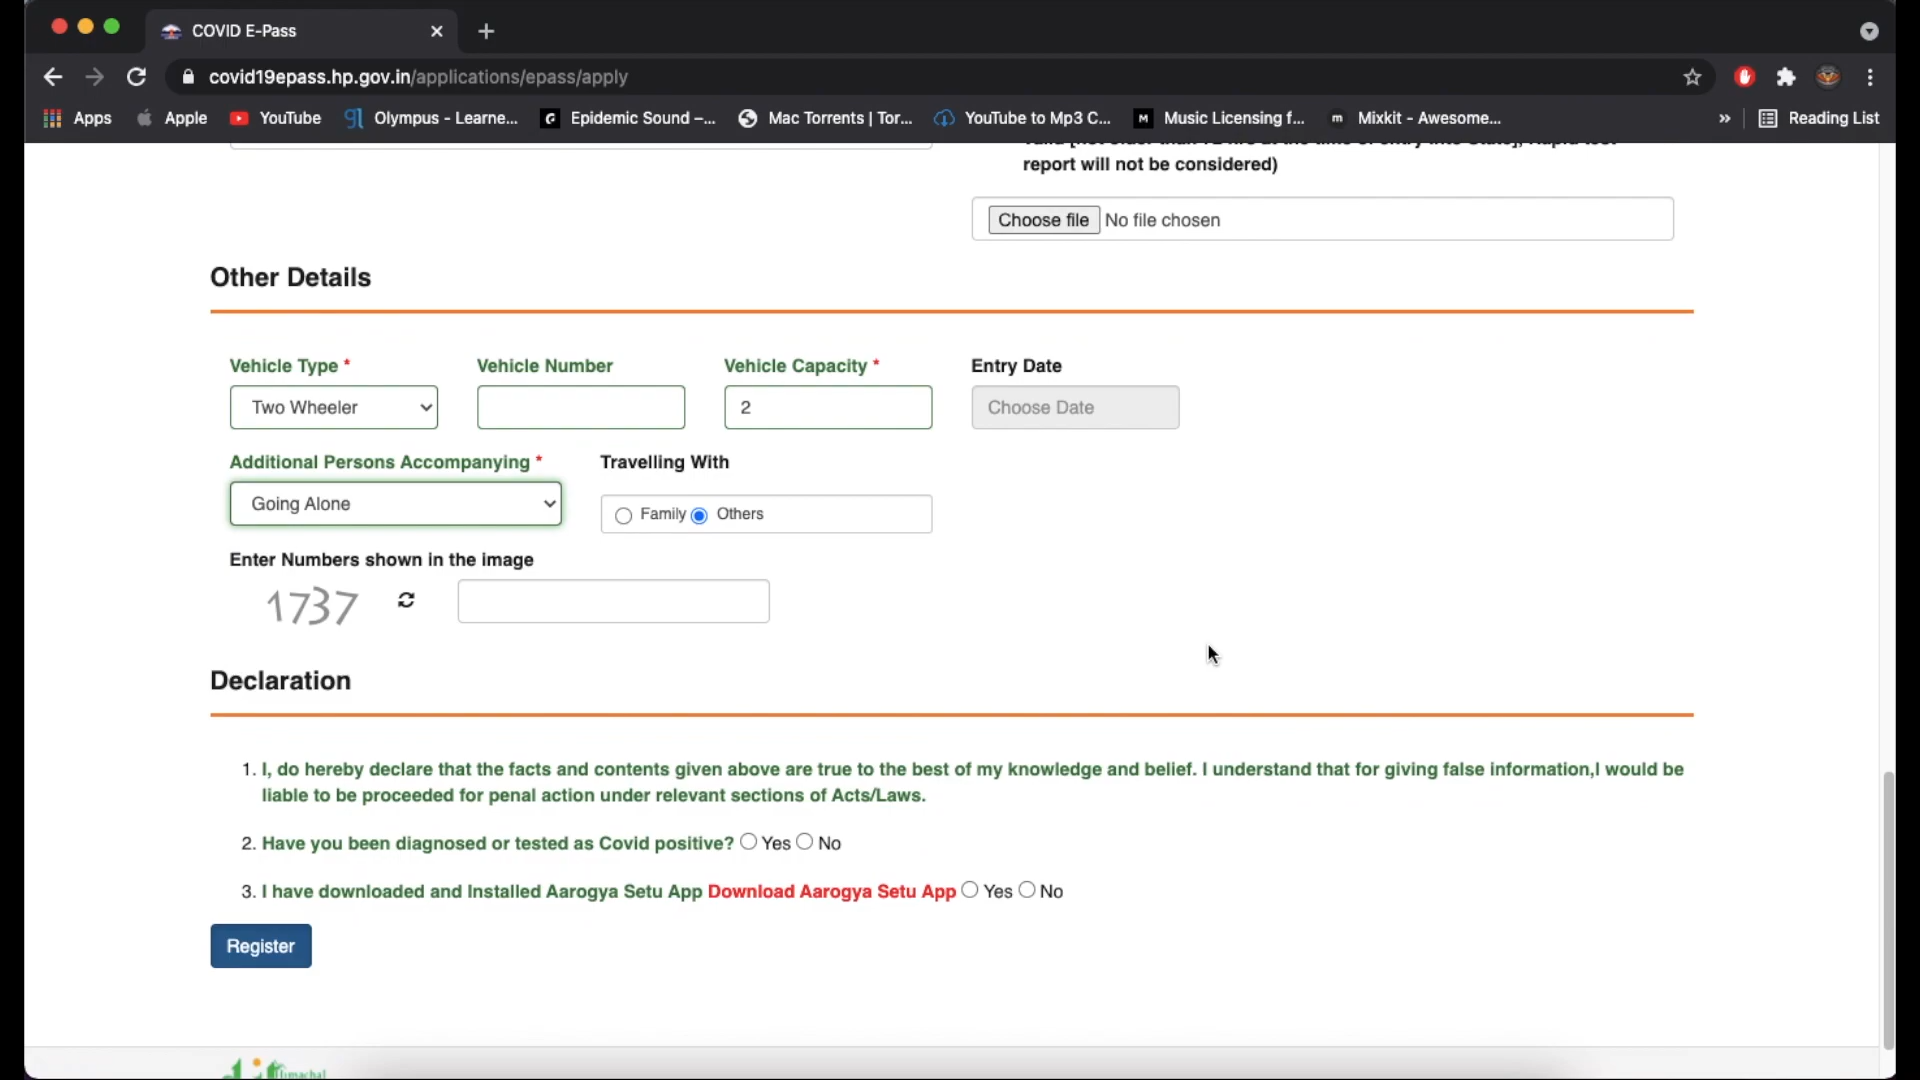 COVID E-Pass
covid19epass.hp.gov.in/applications/epass/apply
Apps
Apple
YouTube
Olympus - Learne...
Epidemic Sound –...
Mac Torrents | Tor...
YouTube to Mp3 C...
Music Licensing f...
Mixkit - Awesome...
»
Reading List
report will not be considered)
Choose file No file chosen
Other Details
Vehicle Type * Vehicle Number Vehicle Capacity * Entry Date
Two Wheeler 2 Choose Date
Additional Persons Accompanying * Travelling With
Going Alone Family Others
Enter Numbers shown in the image
1737
Declaration
1. I, do hereby declare that the facts and contents given above are true to the best of my knowledge and belief. I understand that for giving false information,I would be
liable to be proceeded for penal action under relevant sections of Acts/Laws.
2. Have you been diagnosed or tested as Covid positive? Yes No
3. I have downloaded and Installed Aarogya Setu App Download Aarogya Setu App Yes No
Register